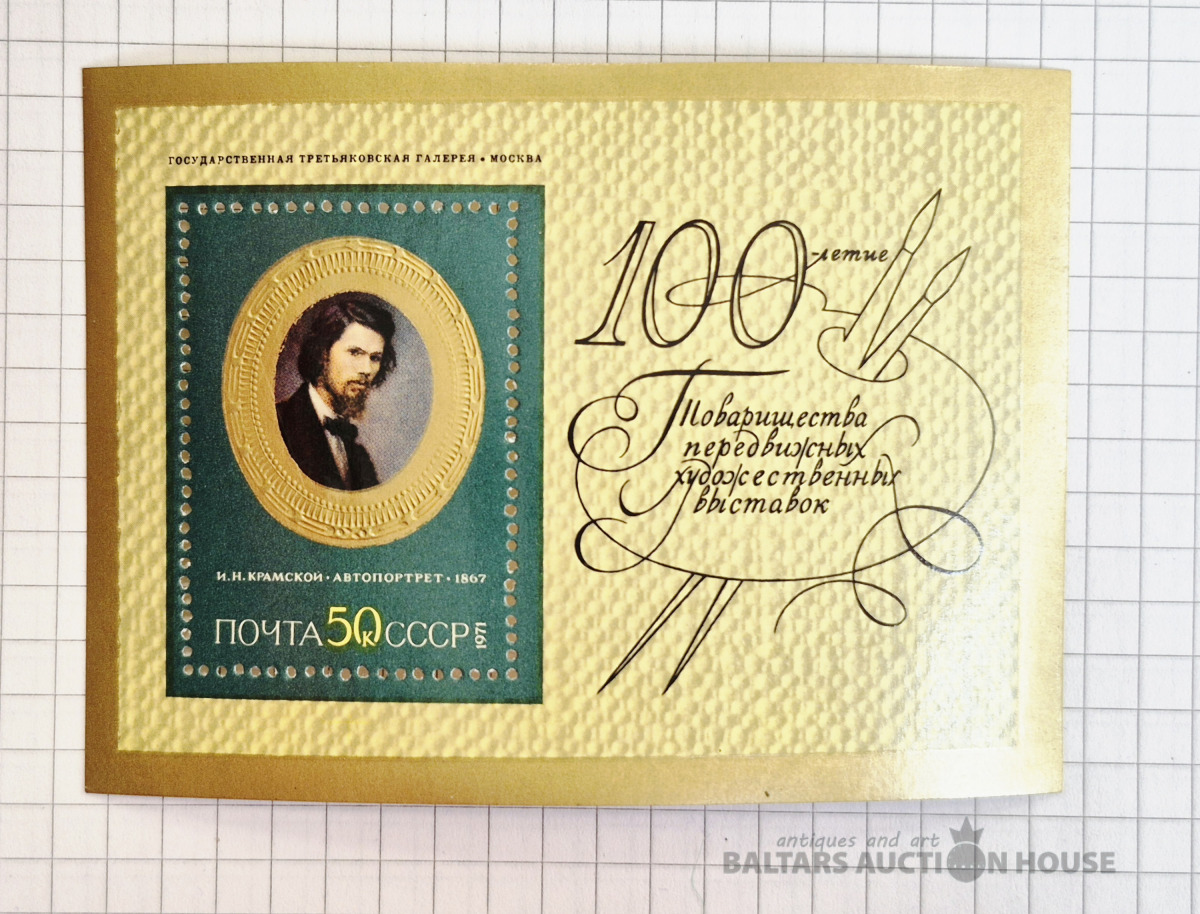 ГОСУДАРСТВЕННАЯ ТРЕТЬЯКОВСКАЯ ГАЛЕРЕЯ • МОСКВА
И.Н.КРАМСКОЙ · АВТОПОРТРЕТ · 1867
ПОЧТА 50К СССР 1971
100-летие
Товарищества
передвижных
художественных
выставок
antiques and art
BALTARS AUCTION HOUSE